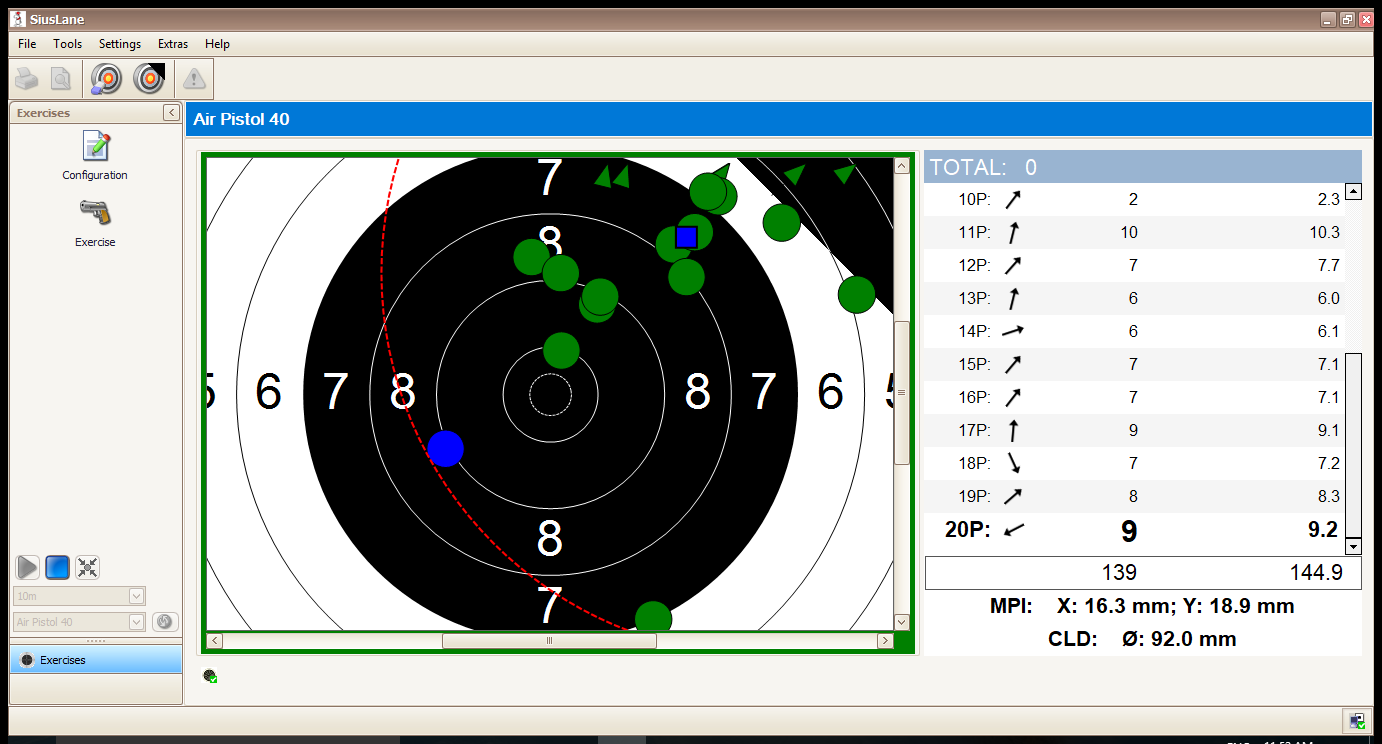 SiusLane
File Tools Settings Extras Help
Exercises
Configuration
Exercise
10m
Air Pistol 40
Exercises
Air Pistol 40
7
8
5 6 7 8 8 7 6 5
8
7
TOTAL: 0
10P: 2 2.3
11P: 10 10.3
12P: 7 7.7
13P: 6 6.0
14P: 6 6.1
15P: 7 7.1
16P: 7 7.1
17P: 9 9.1
18P: 7 7.2
19P: 8 8.3
20P: 9 9.2
139 144.9
MPI: X: 16.3 mm; Y: 18.9 mm
CLD: Ø: 92.0 mm